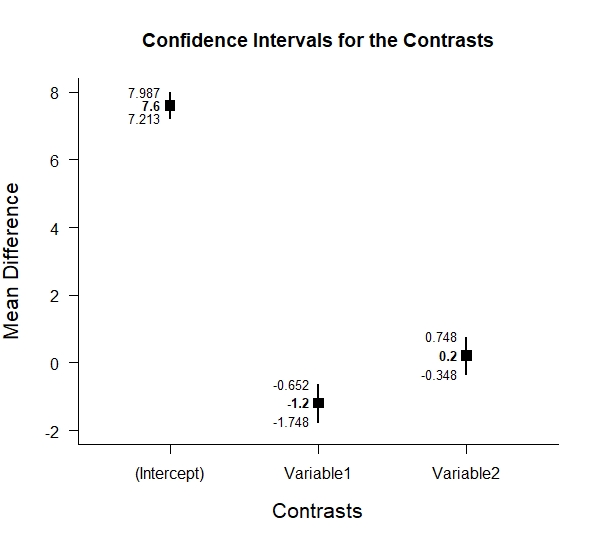 Confidence Intervals for the Contrasts
Mean Difference
8
6
4
2
0
-2
7.987
7.6
7.213
-0.652
-1.2
-1.748
0.748
0.2
-0.348
(Intercept)
Variable1
Variable2
Contrasts